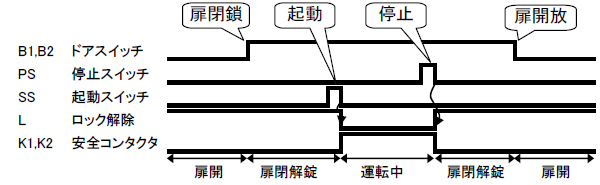 扉閉鎖 起動 停止 扉開放
B1,B2 ドアスイッチ
PS 停止スイッチ
SS 起動スイッチ
L ロック解除
K1,K2 安全コンタクタ
扉開 扉閉解錠 運転中 扉閉解錠 扉開